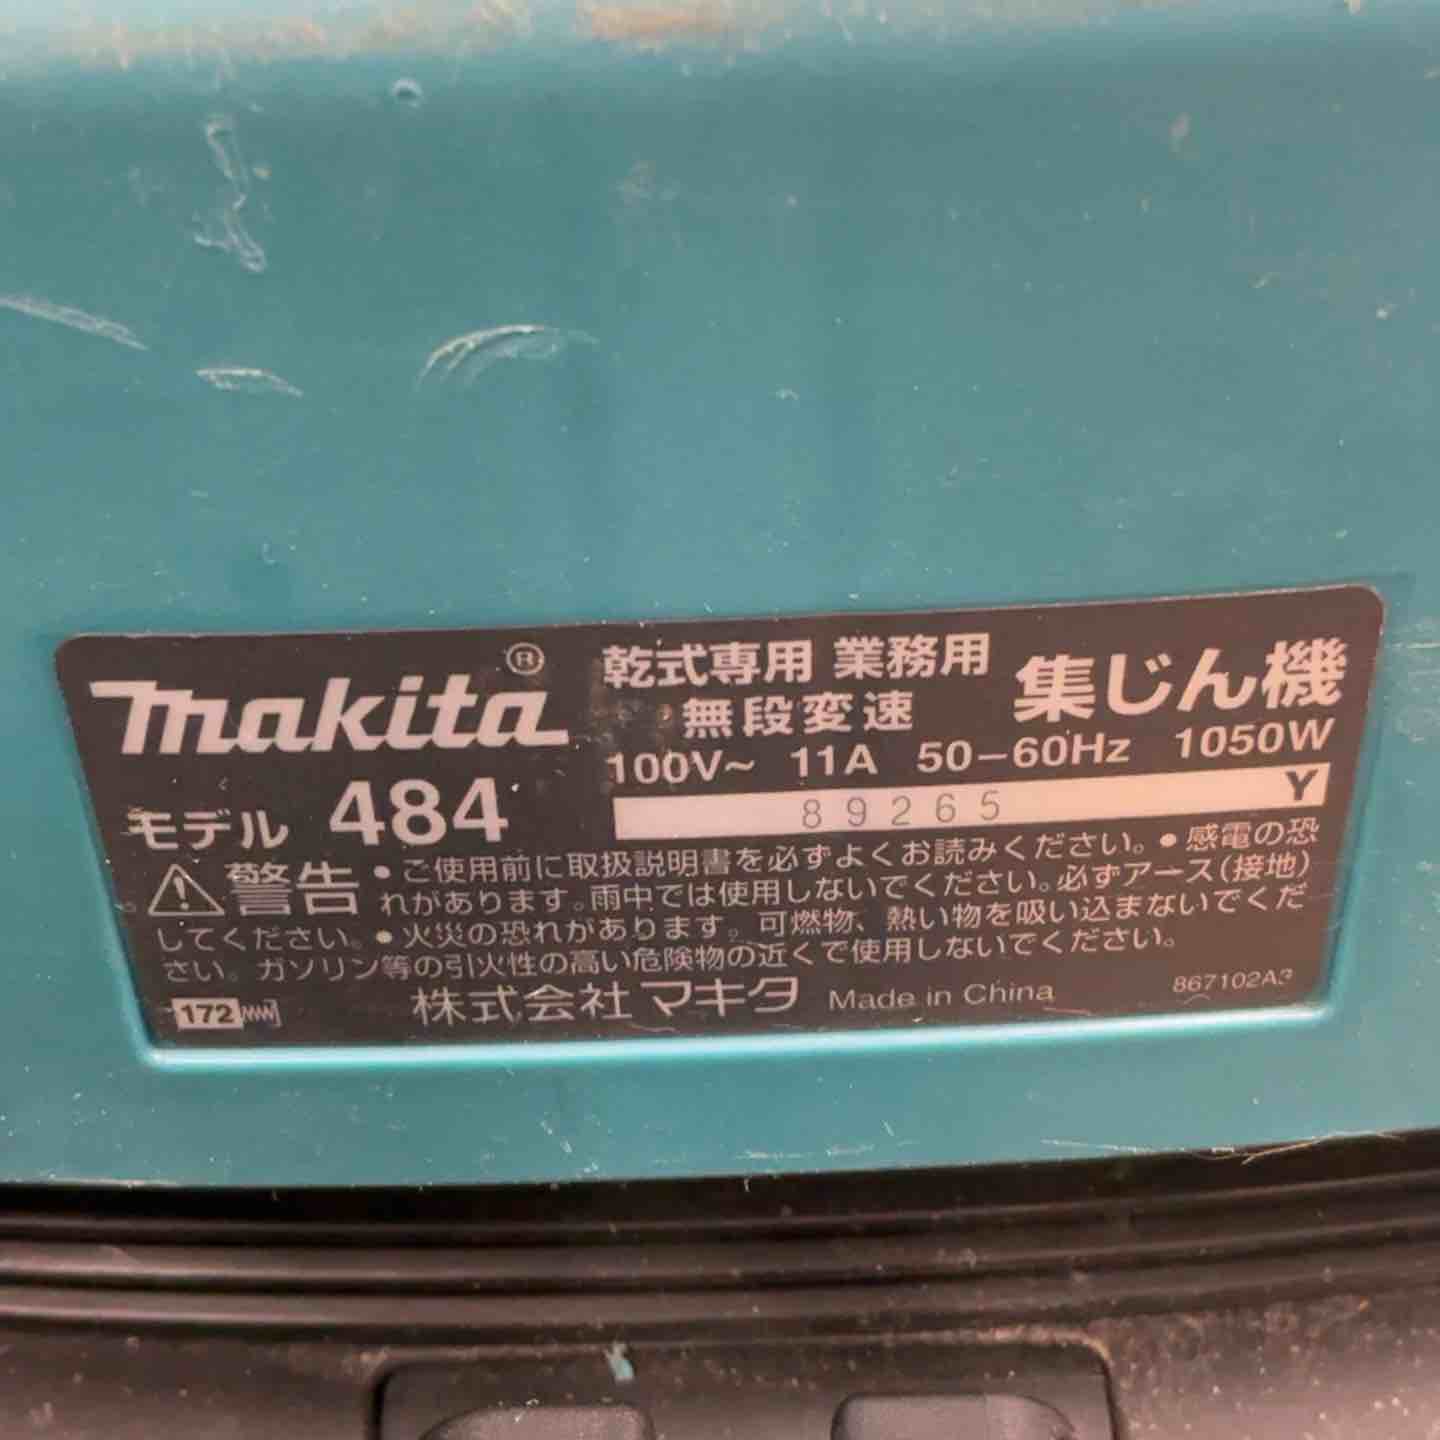 makita®
乾式専用 業務用 集じん機
無段変速
100V~ 11A 50-60Hz 1050W
モデル 484
89265 Y
警告 ・ご使用前に取扱説明書を必ずよくお読みください。・感電の恐
れがあります。雨中では使用しないでください。必ずアース(接地)
してください。・火災の恐れがあります。可燃物、熱い物を吸い込まないでくだ
さい。ガソリン等の引火性の高い危険物の近くで使用しないでください。
172
株式会社マキタ Made in China
867102A3